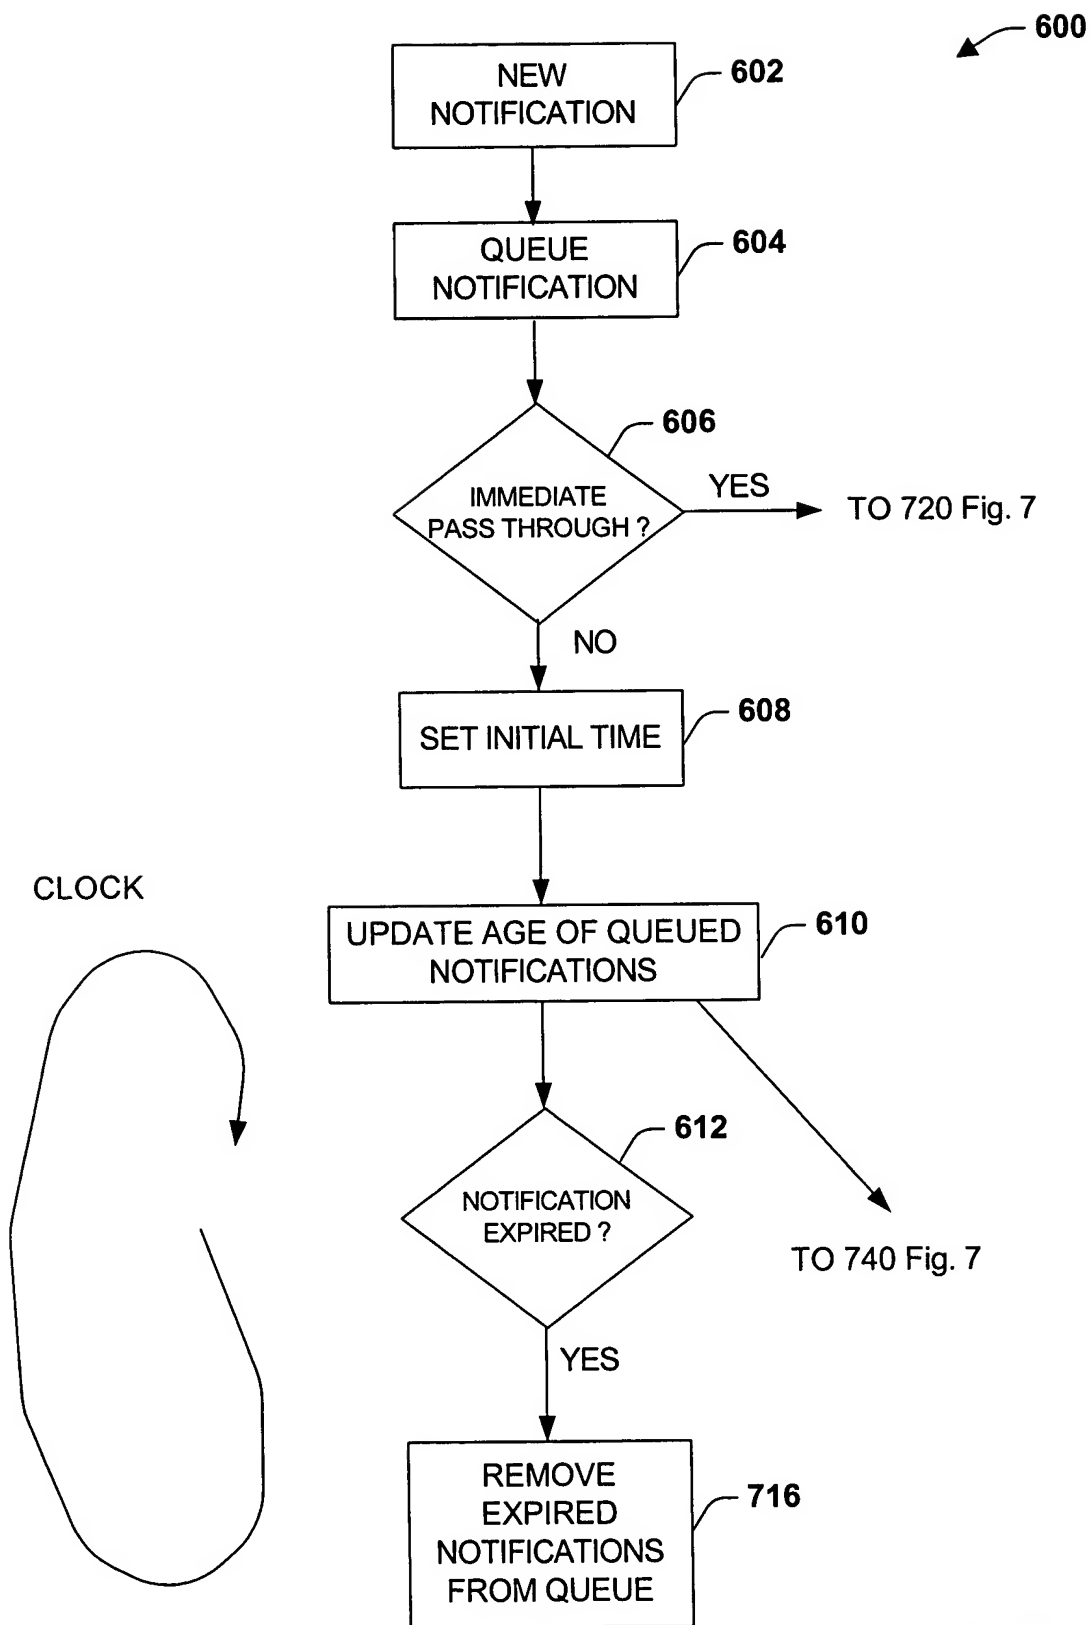 600
NEW
NOTIFICATION
602
QUEUE
NOTIFICATION
604
606
IMMEDIATE
PASS THROUGH ?
YES
TO 720 Fig. 7
NO
SET INITIAL TIME
608
CLOCK
UPDATE AGE OF QUEUED
NOTIFICATIONS
610
612
NOTIFICATION
EXPIRED ?
TO 740 Fig. 7
YES
REMOVE
EXPIRED
NOTIFICATIONS
FROM QUEUE
716